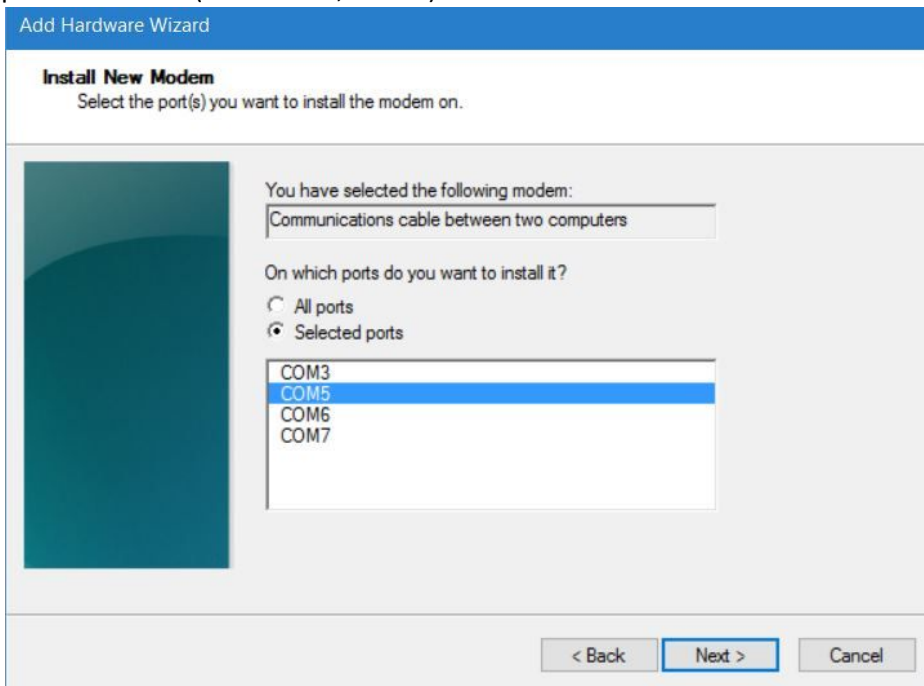 Add Hardware Wizard
Install New Modem
Select the port(s) you want to install the modem on.
You have selected the following modem:
Communications cable between two computers
On which ports do you want to install it?
All ports
Selected ports
COM3
COM5
COM6
COM7
< Back Next > Cancel